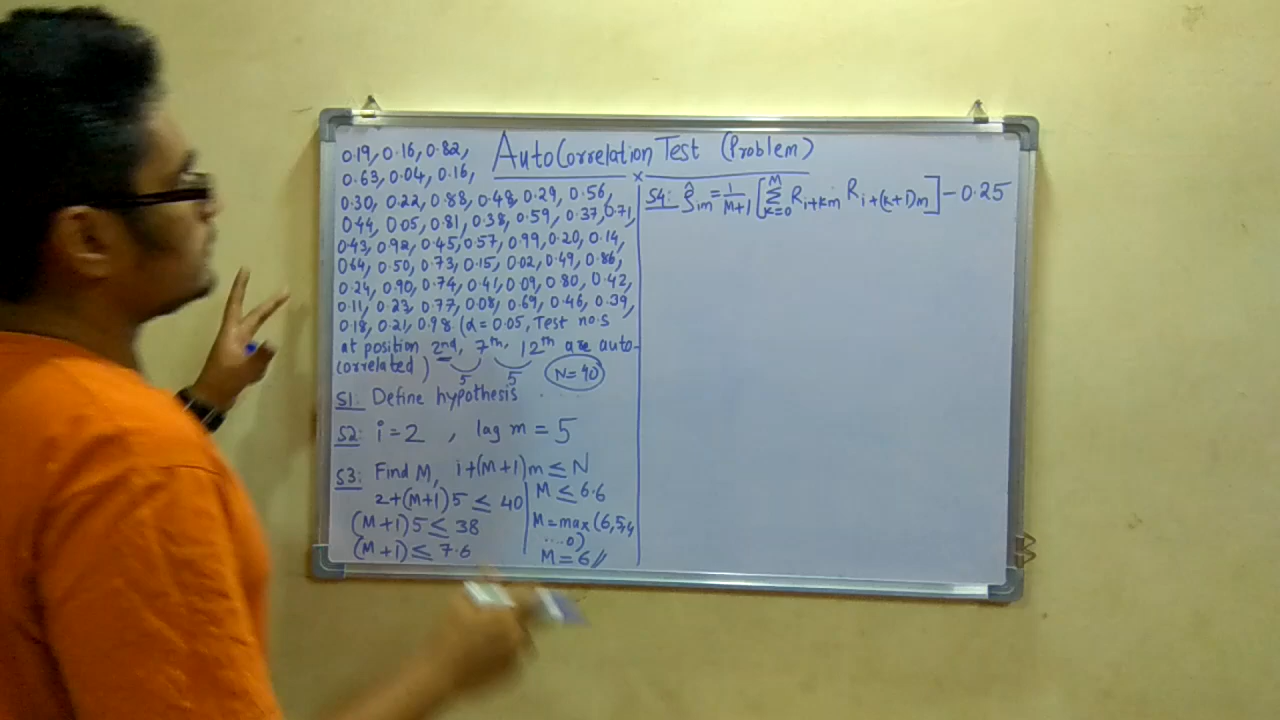 AutoCorrelation Test (Problem)
x
0.19, 0.16, 0.82,
0.63, 0.04, 0.16,
0.30, 0.22, 0.88, 0.48, 0.29, 0.56,
0.44, 0.05, 0.81, 0.38, 0.59, 0.37, 0.71,
0.43, 0.92, 0.45, 0.57, 0.99, 0.20, 0.14,
0.64, 0.50, 0.73, 0.15, 0.02, 0.49, 0.86,
0.24, 0.90, 0.74, 0.41, 0.09, 0.80, 0.42,
0.11, 0.23, 0.77, 0.08, 0.69, 0.46, 0.39,
0.18, 0.21, 0.98 (α = 0.05, Test no.s
at position 2nd, 7th, 12th are auto-
correlated)
5 5
N=40
S1: Define hypothesis
S2: i = 2 , lag m = 5
S3: Find M, i+(M+1)m ≤ N
2+(M+1)5 ≤ 40
(M+1)5 ≤ 38
(M+1) ≤ 7.6
M ≤ 6.6
M = max(6,5,4
....0)
M = 6//
S4: ρ̂im = 1/M+1 [Σ M K=0 Ri+km Ri+(k+1)m] − 0.25